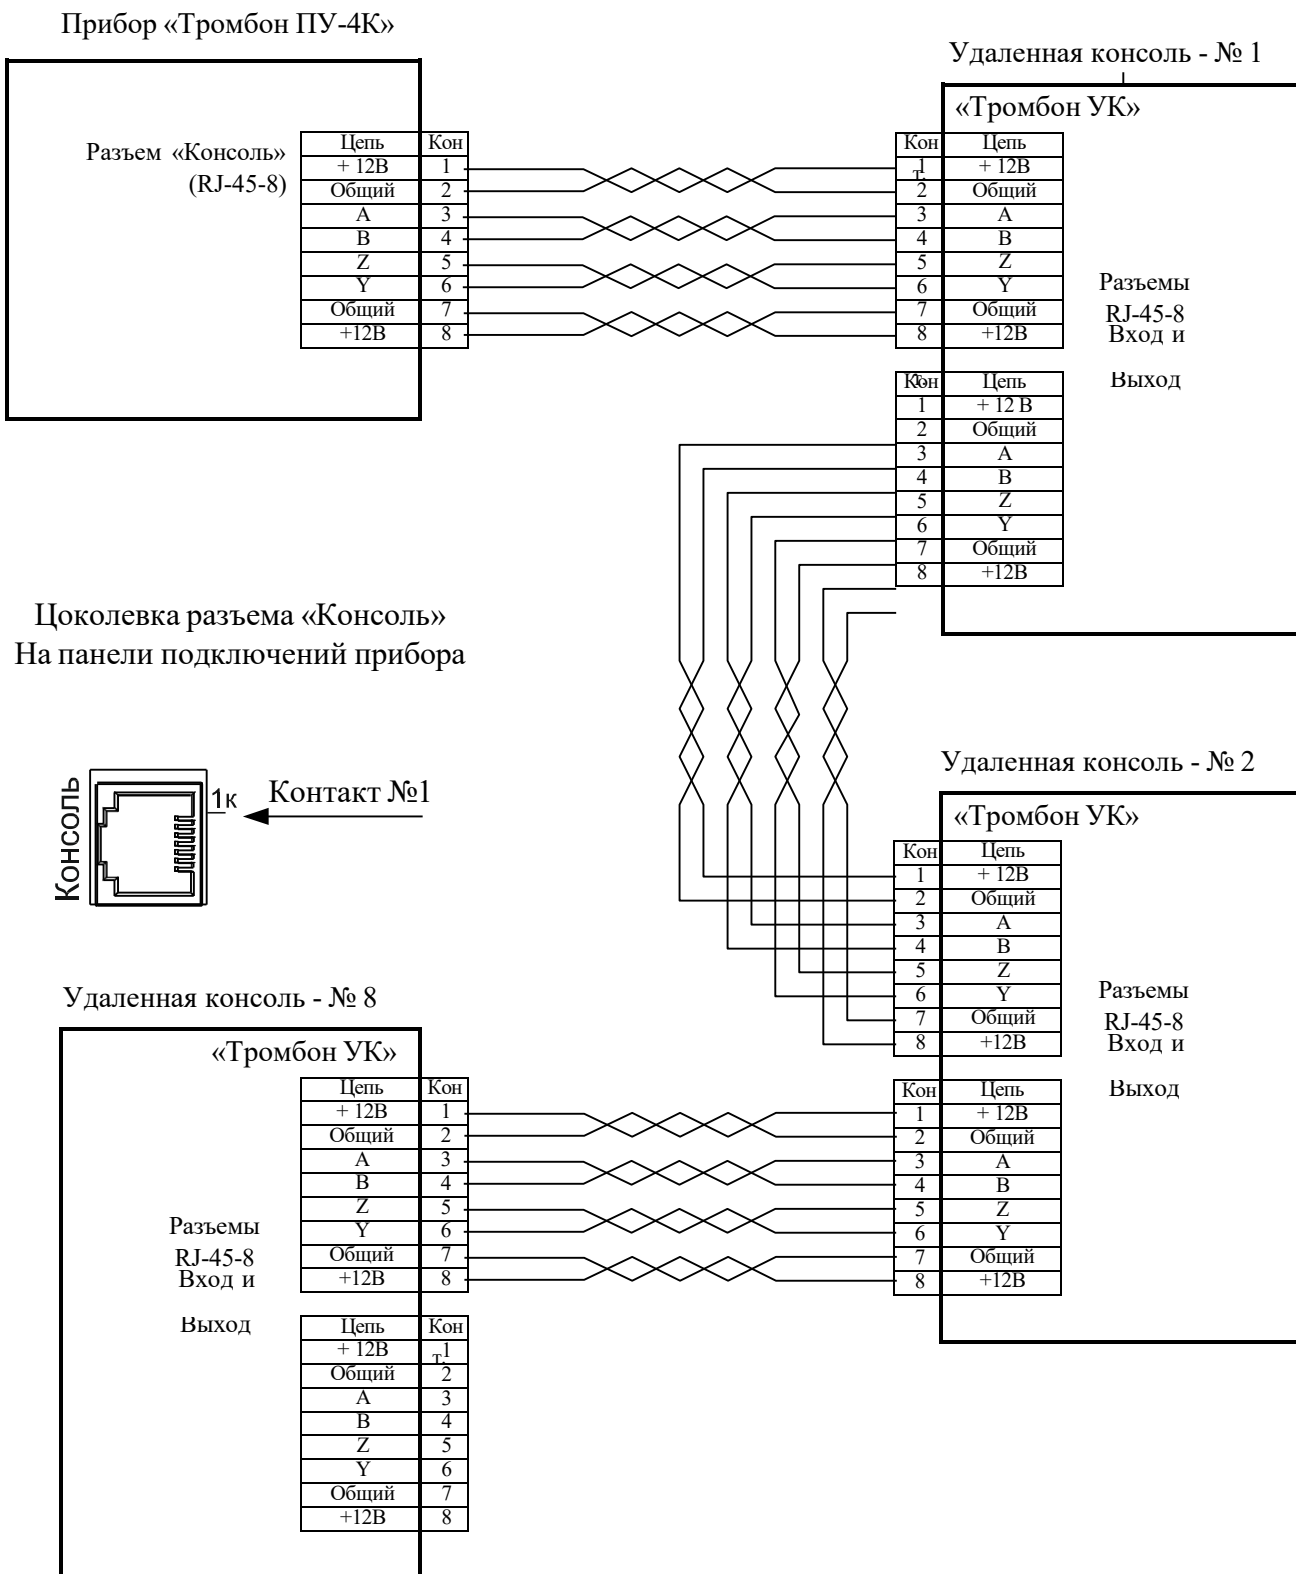 Прибор «Тромбон ПУ-4К»
Разъем «Консоль»
(RJ-45-8)
Цепь Кон
+ 12В 1
Общий 2
А 3
В 4
Z 5
Y 6
Общий 7
+12В 8
Удаленная консоль - № 1
«Тромбон УК»
Кон Цепь
т.
1 + 12В
2 Общий
3 А
4 В
5 Z
6 Y
7 Общий
8 +12В
Разъемы
RJ-45-8
Вход и
Выход
Кон Цепь
т.
1 + 12 В
2 Общий
3 А
4 В
5 Z
6 Y
7 Общий
8 +12В
Цоколевка разъема «Консоль»
На панели подключений прибора
Консоль
1к
Контакт №1
Удаленная консоль - № 2
«Тромбон УК»
Кон Цепь
1 + 12В
2 Общий
3 А
4 В
5 Z
6 Y
7 Общий
8 +12В
Разъемы
RJ-45-8
Вход и
Выход
Кон Цепь
1 + 12В
2 Общий
3 А
4 В
5 Z
6 Y
7 Общий
8 +12В
Удаленная консоль - № 8
«Тромбон УК»
Цепь Кон
+ 12В 1
Общий 2
А 3
В 4
Z 5
Y 6
Общий 7
+12В 8
Разъемы
RJ-45-8
Вход и
Выход
Цепь Кон
т.
+ 12В 1
Общий 2
А 3
В 4
Z 5
Y 6
Общий 7
+12В 8